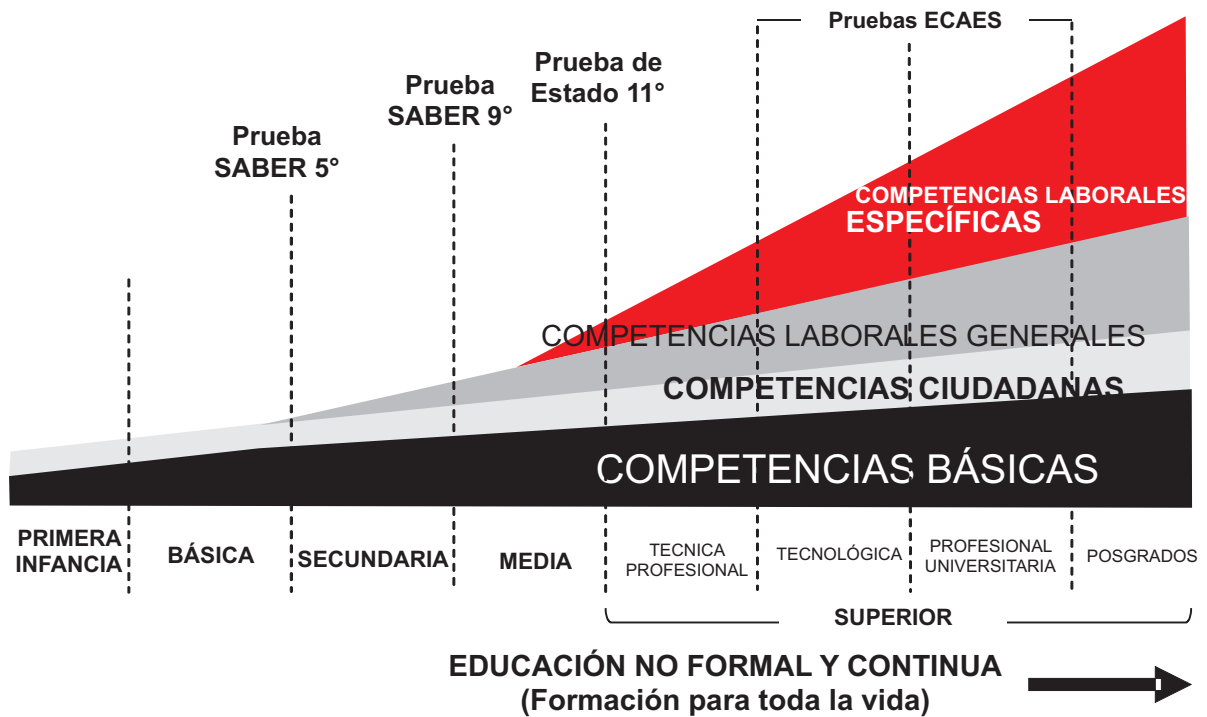 Pruebas ECAES
Prueba de
Estado 11°
Prueba
SABER 9°
Prueba
SABER 5°
COMPETENCIAS LABORALES
ESPECÍFICAS
COMPETENCIAS LABORALES GENERALES
COMPETENCIAS CIUDADANAS
COMPETENCIAS BÁSICAS
PRIMERA
INFANCIA
BÁSICA
SECUNDARIA
MEDIA
TECNICA
PROFESIONAL
TECNOLÓGICA
PROFESIONAL
UNIVERSITARIA
POSGRADOS
SUPERIOR
EDUCACIÓN NO FORMAL Y CONTINUA
(Formación para toda la vida)